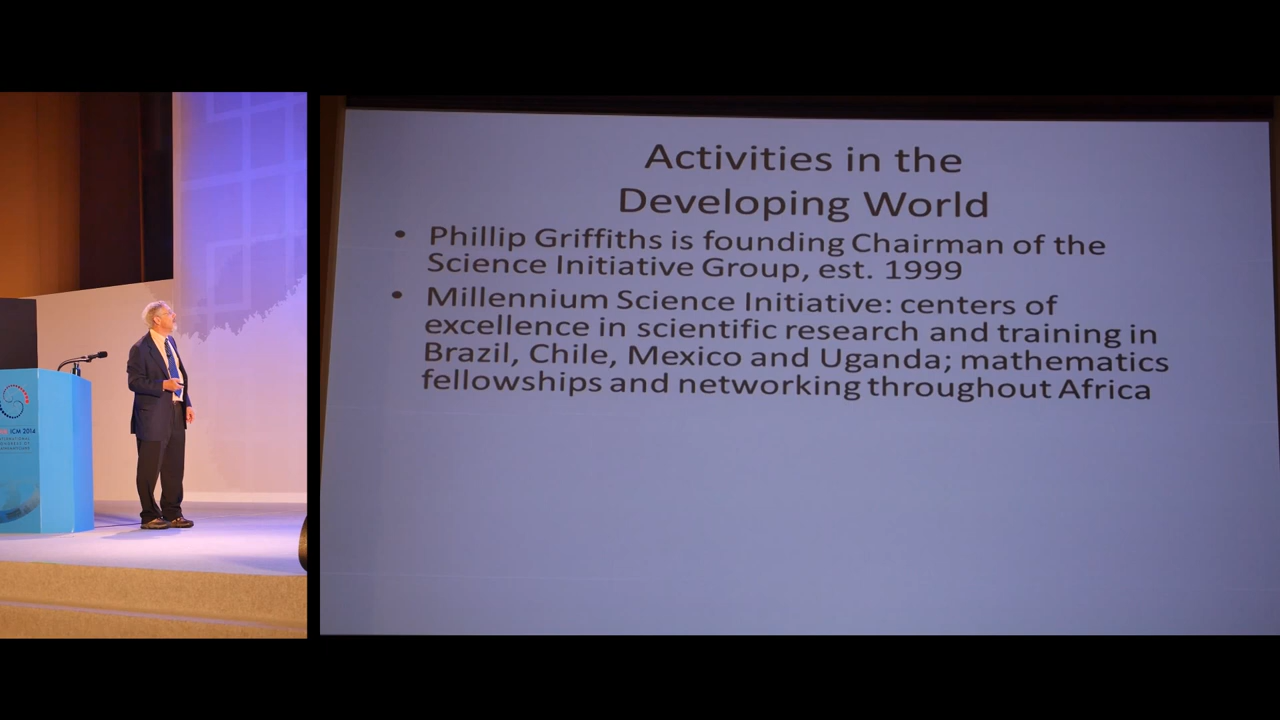 Activities in the
Developing World
• Phillip Griffiths is founding Chairman of the
Science Initiative Group, est. 1999
• Millennium Science Initiative: centers of
excellence in scientific research and training in
Brazil, Chile, Mexico and Uganda; mathematics
fellowships and networking throughout Africa
ICM 2014